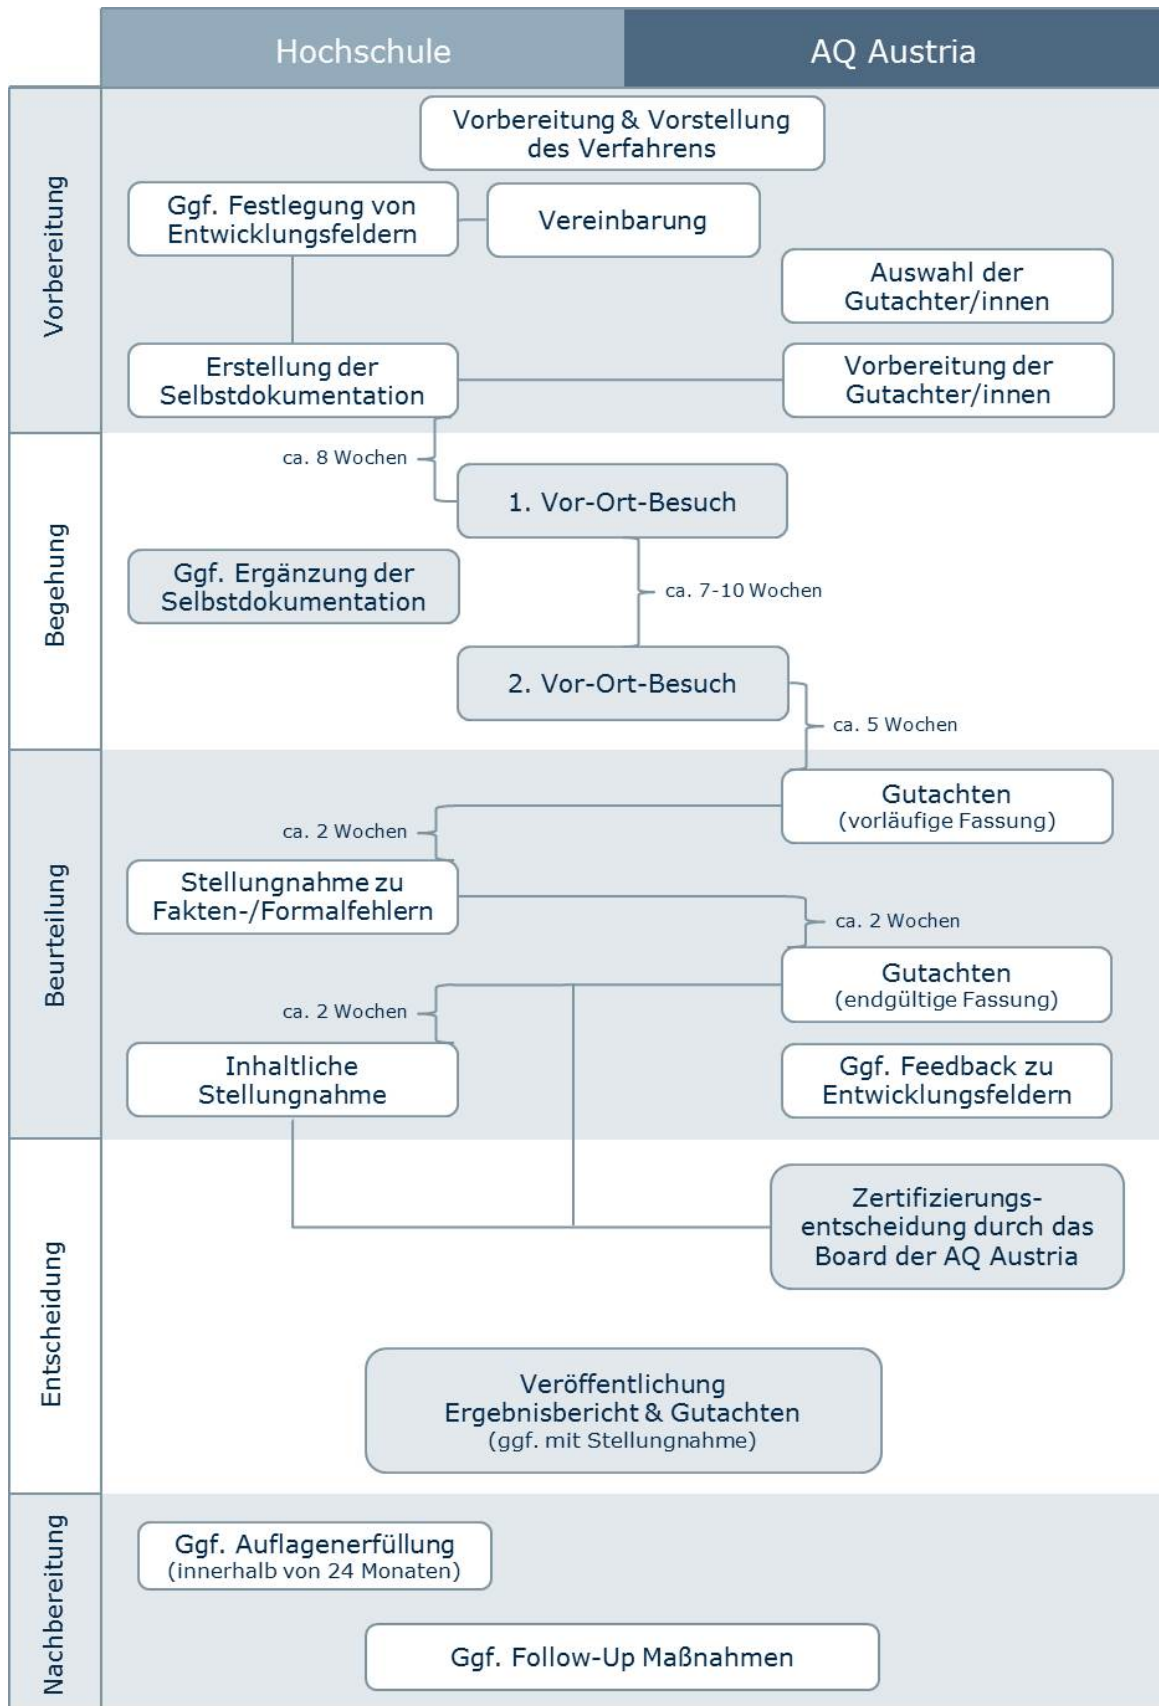 Hochschule
AQ Austria
Vorbereitung
Vorbereitung & Vorstellung
des Verfahrens
Ggf. Festlegung von
Entwicklungsfeldern
Vereinbarung
Auswahl der
Gutachter/innen
Erstellung der
Selbstdokumentation
Vorbereitung der
Gutachter/innen
Begehung
ca. 8 Wochen
1. Vor-Ort-Besuch
Ggf. Ergänzung der
Selbstdokumentation
ca. 7-10 Wochen
2. Vor-Ort-Besuch
ca. 5 Wochen
Beurteilung
Gutachten
(vorläufige Fassung)
ca. 2 Wochen
Stellungnahme zu
Fakten-/Formalfehlern
ca. 2 Wochen
Gutachten
(endgültige Fassung)
ca. 2 Wochen
Inhaltliche
Stellungnahme
Ggf. Feedback zu
Entwicklungsfeldern
Entscheidung
Zertifizierungs-
entscheidung durch das
Board der AQ Austria
Veröffentlichung
Ergebnisbericht & Gutachten
(ggf. mit Stellungnahme)
Nachbereitung
Ggf. Auflagenerfüllung
(innerhalb von 24 Monaten)
Ggf. Follow-Up Maßnahmen